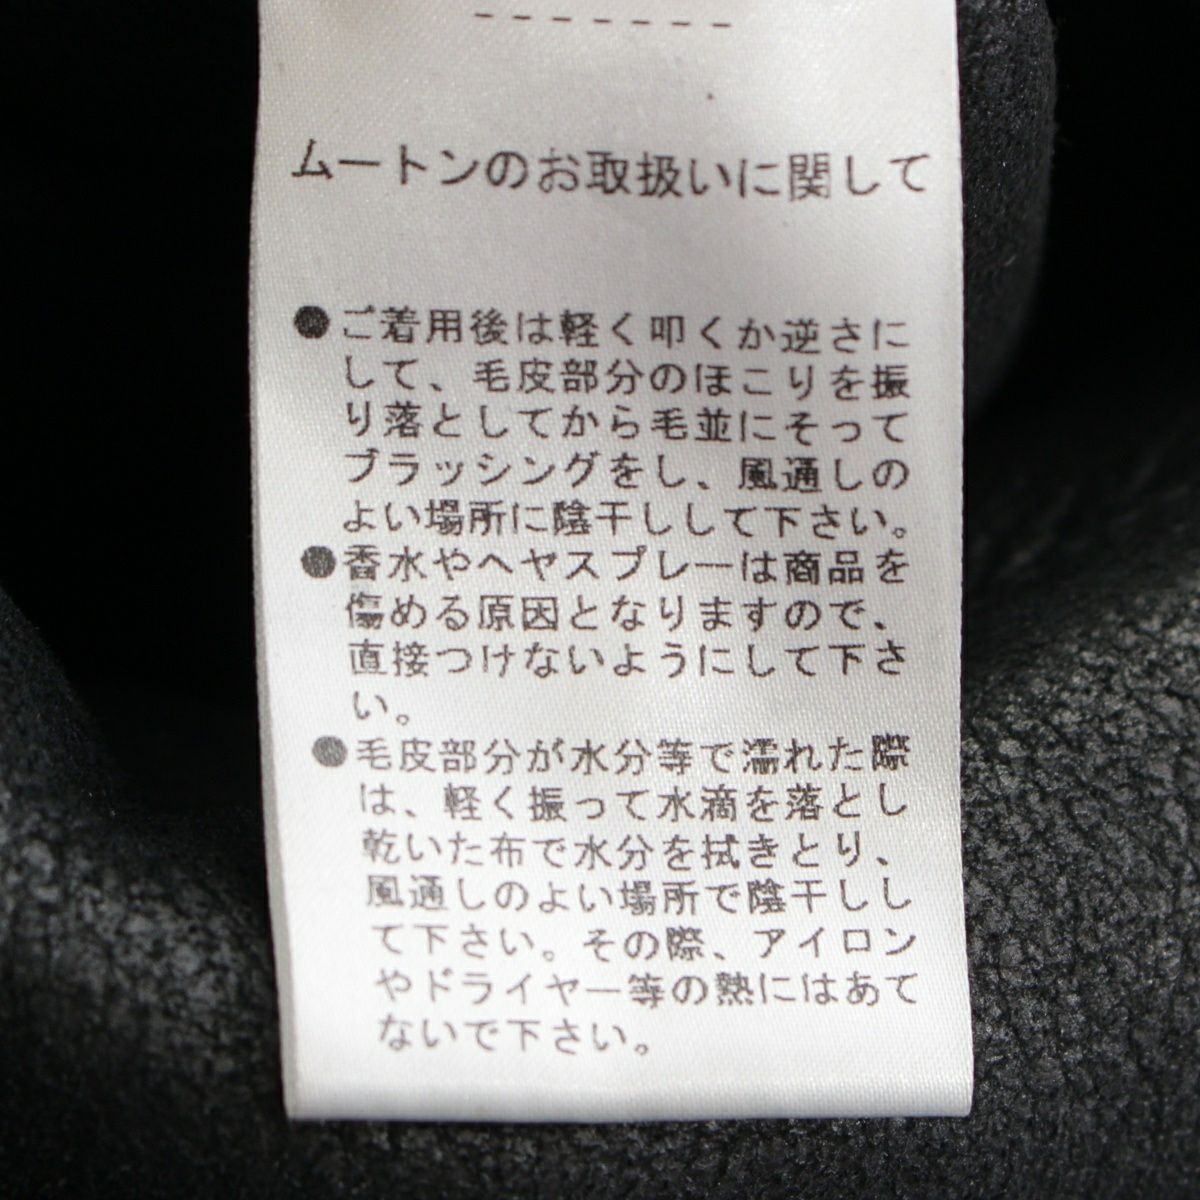 ムートンのお取扱いに関して
●ご着用後は軽く叩くか逆さに
して、毛皮部分のほこりを振
り落としてから毛並にそって
ブラッシングをし、風通しの
よい場所に陰干しして下さい。
●香水やヘヤスプレーは商品を
傷める原因となりますので、
直接つけないようにして下さ
い。
●毛皮部分が水分等で濡れた際
は、軽く振って水滴を落とし
乾いた布で水分を拭きとり、
風通しのよい場所で陰干しし
て下さい。その際、アイロン
やドライヤー等の熱にはあて
ないで下さい。